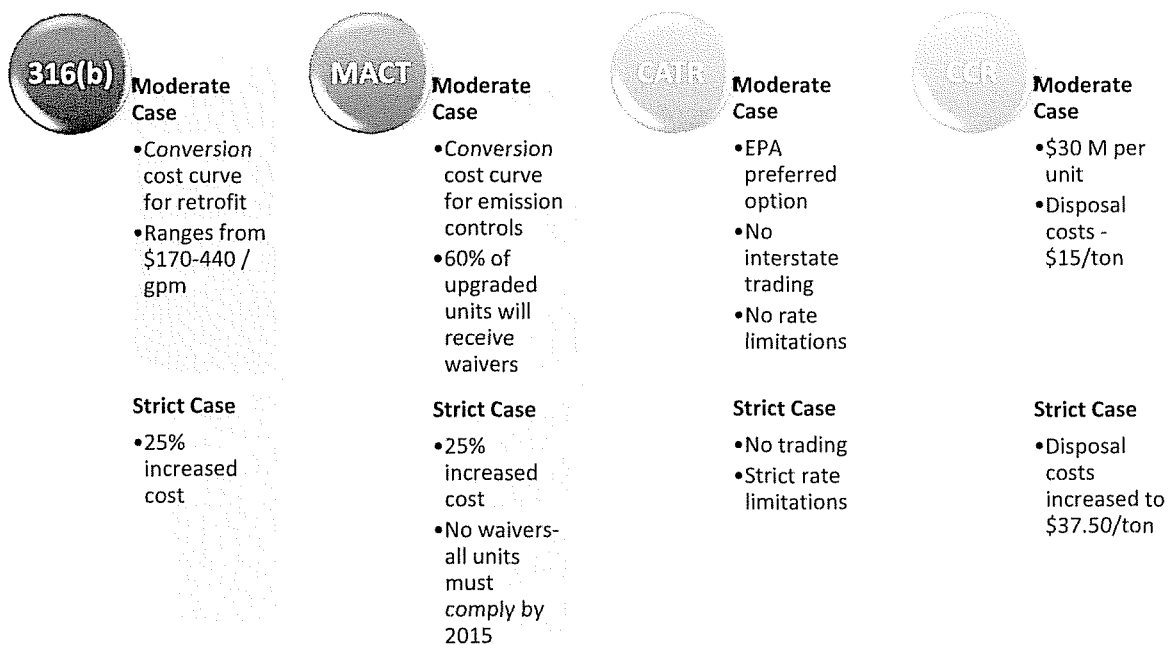 316(b)
Moderate
Case
•Conversion
cost curve
for retrofit
•Ranges from
$170-440 /
gpm
Strict Case
•25%
increased
cost
MACT
Moderate
Case
•Conversion
cost curve
for emission
controls
•60% of
upgraded
units will
receive
waivers
Strict Case
•25%
increased
cost
•No waivers-
all units
must
comply by
2015
CATR
Moderate
Case
•EPA
preferred
option
•No
interstate
trading
•No rate
limitations
Strict Case
•No trading
•Strict rate
limitations
CCR
Moderate
Case
•$30 M per
unit
•Disposal
costs -
$15/ton
Strict Case
•Disposal
costs
increased to
$37.50/ton